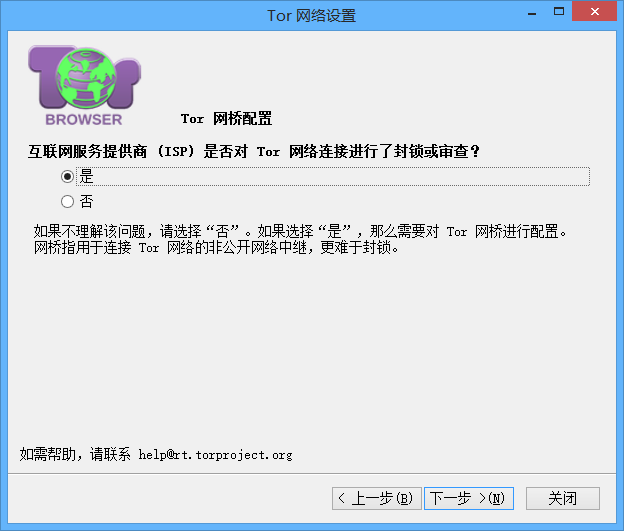 Tor 网络设置
Tor
BROWSER
Tor 网桥配置
互联网服务提供商 (ISP) 是否对 Tor 网络连接进行了封锁或审查？
是
否
如果不理解该问题，请选择“否”。如果选择“是”，那么需要对 Tor 网桥进行配置。
网桥指用于连接 Tor 网络的非公开网络中继，更难于封锁。
如需帮助，请联系 help@rt.torproject.org
< 上一步(B)
下一步 >(N)
关闭